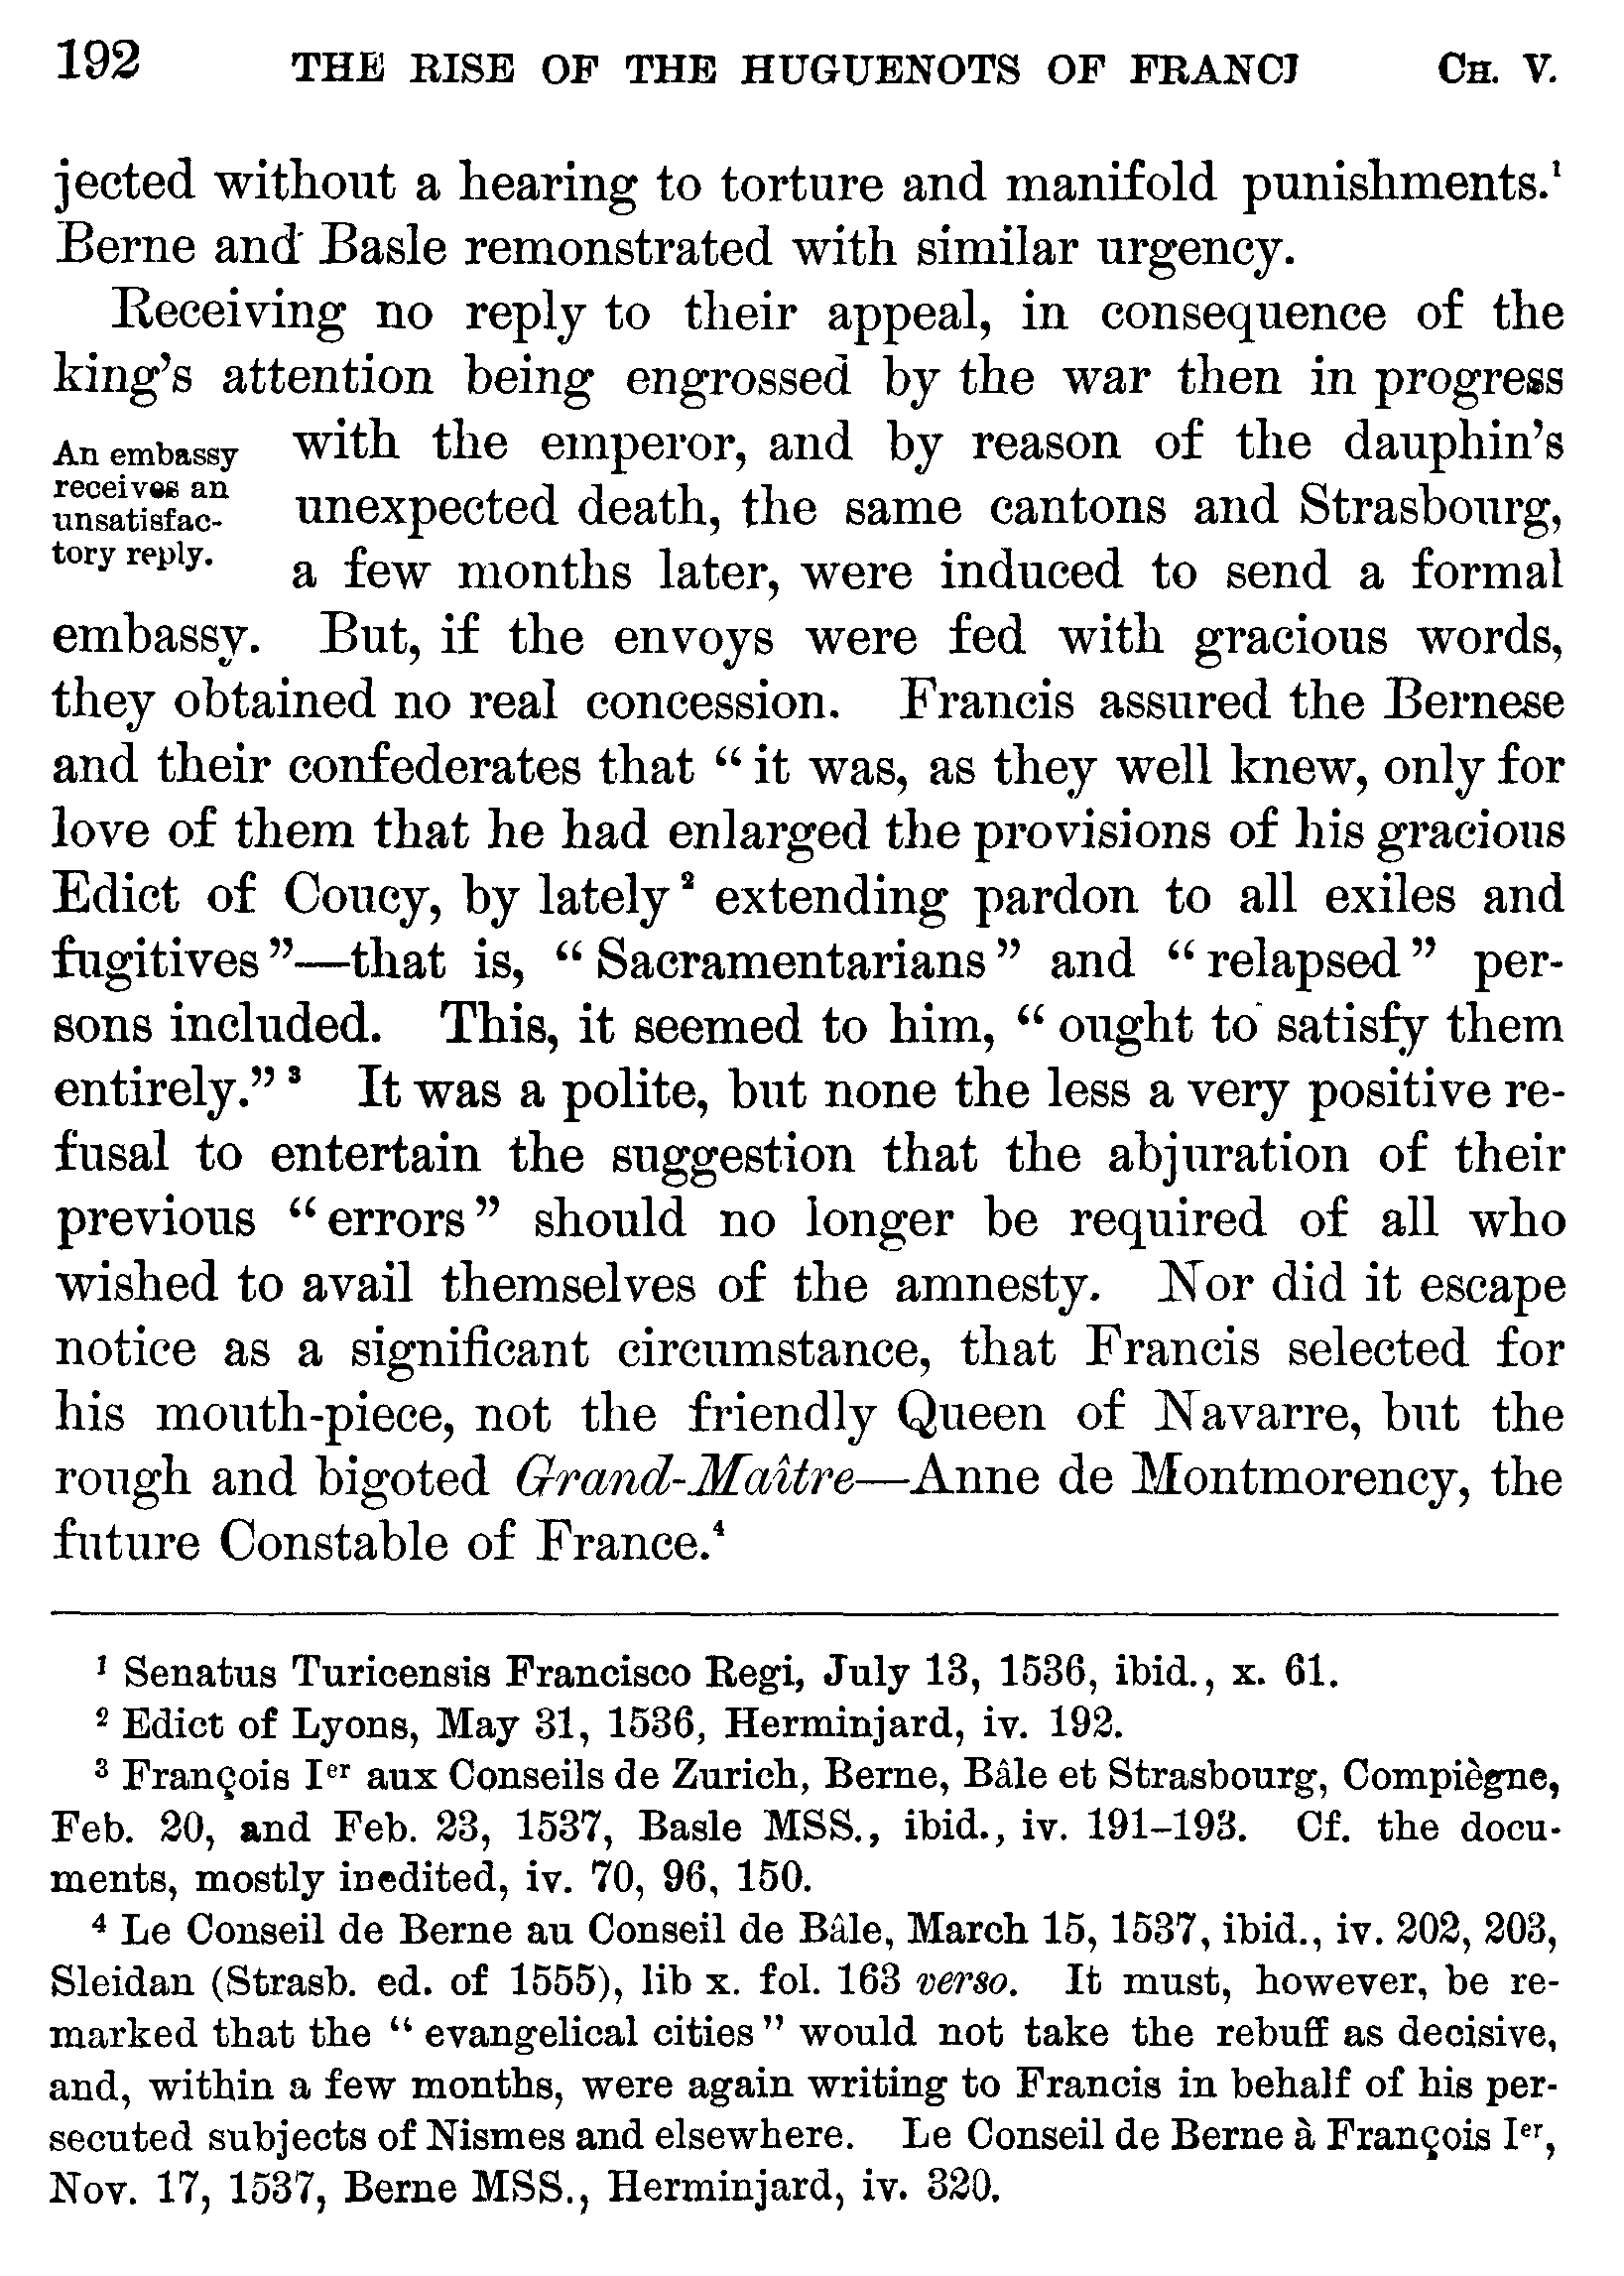 192 THE RISE OF THE HUGUENOTS OF FRANC CH. V.
jected without a hearing to torture and manifold punishments.¹
Berne and Basle remonstrated with similar urgency.
Receiving no reply to their appeal, in consequence of the
king's attention being engrossed by the war then in progress
An embassy
receives an
unsatisfac-
tory reply.
with the emperor, and by reason of the dauphin's
unexpected death, the same cantons and Strasbourg,
a few months later, were induced to send a formal
embassy. But, if the envoys were fed with gracious words,
they obtained no real concession. Francis assured the Bernese
and their confederates that “it was, as they well knew, only for
love of them that he had enlarged the provisions of his gracious
Edict of Coucy, by lately² extending pardon to all exiles and
fugitives”—that is, “Sacramentarians” and “relapsed” per-
sons included. This, it seemed to him, “ought to satisfy them
entirely.”³ It was a polite, but none the less a very positive re-
fusal to entertain the suggestion that the abjuration of their
previous “errors” should no longer be required of all who
wished to avail themselves of the amnesty. Nor did it escape
notice as a significant circumstance, that Francis selected for
his mouth-piece, not the friendly Queen of Navarre, but the
rough and bigoted Grand-Maître—Anne de Montmorency, the
future Constable of France.⁴
¹ Senatus Turicensis Francisco Regi, July 13, 1536, ibid., x. 61.
² Edict of Lyons, May 31, 1536, Herminjard, iv. 192.
³ François Iᵉʳ aux Conseils de Zurich, Berne, Bâle et Strasbourg, Compiègne,
Feb. 20, and Feb. 23, 1537, Basle MSS., ibid., iv. 191–193. Cf. the docu-
ments, mostly inedited, iv. 70, 96, 150.
⁴ Le Conseil de Berne au Conseil de Bâle, March 15, 1537, ibid., iv. 202, 203,
Sleidan (Strasb. ed. of 1555), lib x. fol. 163 verso. It must, however, be re-
marked that the “evangelical cities” would not take the rebuff as decisive,
and, within a few months, were again writing to Francis in behalf of his per-
secuted subjects of Nismes and elsewhere. Le Conseil de Berne à François Iᵉʳ,
Nov. 17, 1537, Berne MSS., Herminjard, iv. 320.